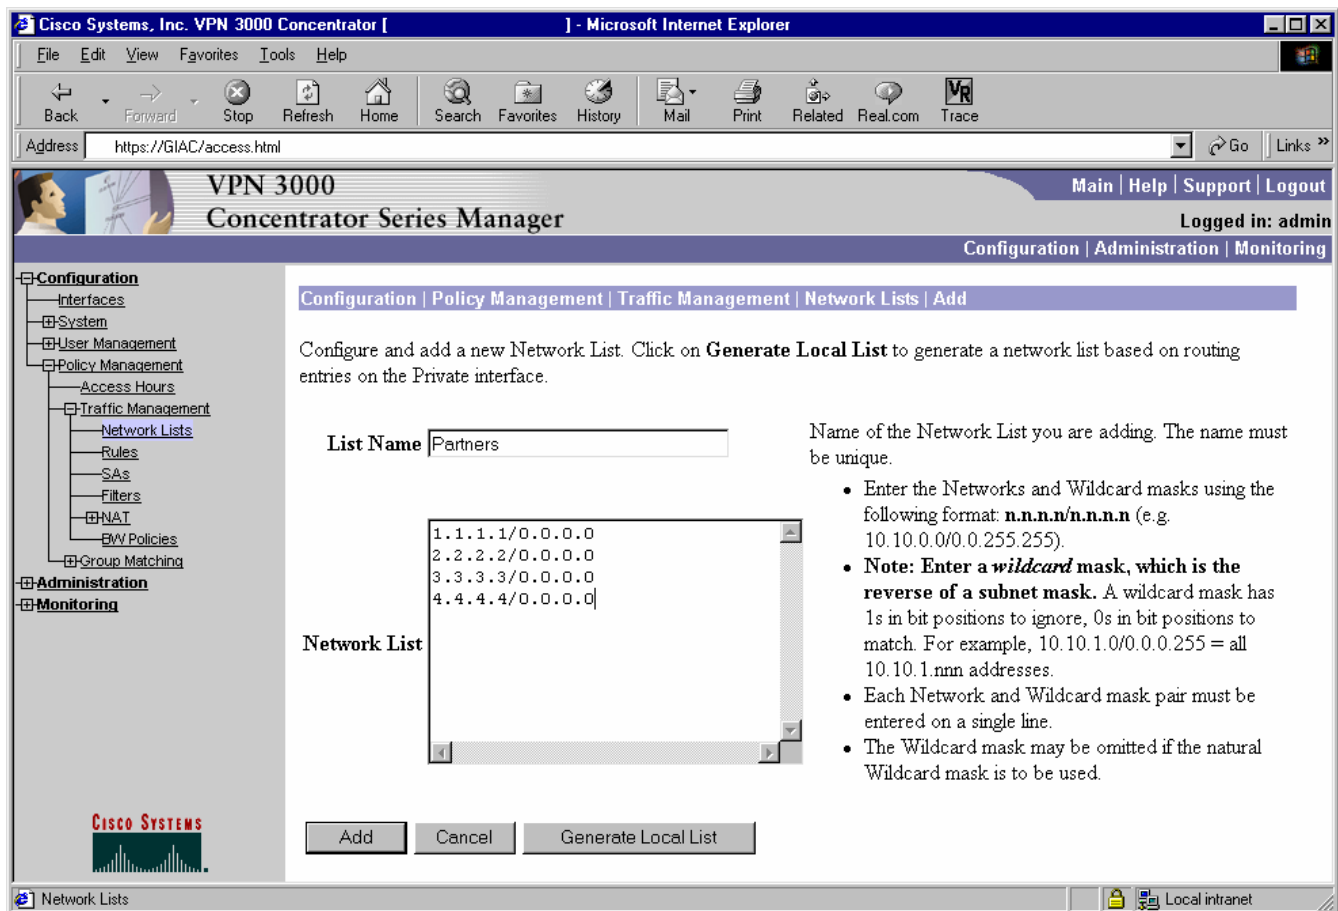 Cisco Systems, Inc. VPN 3000 Concentrator [ ] - Microsoft Internet Explorer
File Edit View Favorites Tools Help
Back Forward Stop Refresh Home Search Favorites History Mail Print Related Real.com Trace
Address https://GIAC/access.html Go Links »
VPN 3000
Concentrator Series Manager
Main | Help | Support | Logout
Logged in: admin
Configuration | Administration | Monitoring
Configuration
Interfaces
System
User Management
Policy Management
Access Hours
Traffic Management
Network Lists
Rules
SAs
Filters
NAT
BW Policies
Group Matching
Administration
Monitoring
CISCO SYSTEMS
Configuration | Policy Management | Traffic Management | Network Lists | Add
Configure and add a new Network List. Click on Generate Local List to generate a network list based on routing
entries on the Private interface.
List Name Partners
Name of the Network List you are adding. The name must
be unique.
Network List
1.1.1.1/0.0.0.0
2.2.2.2/0.0.0.0
3.3.3.3/0.0.0.0
4.4.4.4/0.0.0.0
• Enter the Networks and Wildcard masks using the
following format: n.n.n.n/n.n.n.n (e.g.
10.10.0.0/0.0.255.255).
• Note: Enter a wildcard mask, which is the
reverse of a subnet mask. A wildcard mask has
1s in bit positions to ignore, 0s in bit positions to
match. For example, 10.10.1.0/0.0.0.255 = all
10.10.1.nnn addresses.
• Each Network and Wildcard mask pair must be
entered on a single line.
• The Wildcard mask may be omitted if the natural
Wildcard mask is to be used.
Add Cancel Generate Local List
Network Lists Local intranet